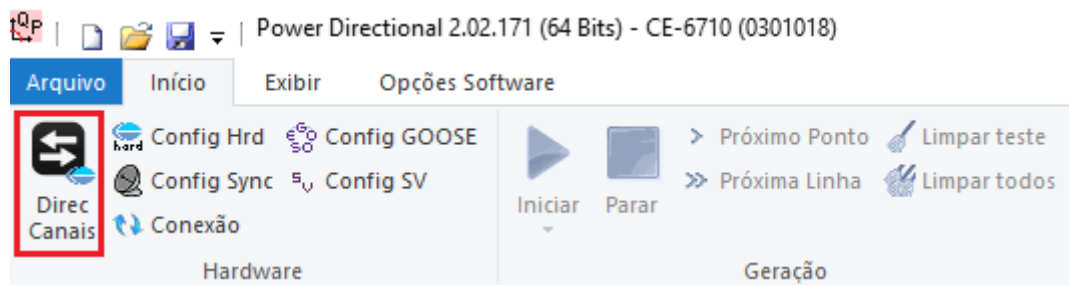 Power Directional 2.02.171 (64 Bits) - CE-6710 (0301018)
Arquivo Início Exibir Opções Software
Direc
Canais
Config Hrd Config GOOSE
Config Sync Config SV
Conexão
Hardware
Iniciar Parar
Próximo Ponto Limpar teste
Próxima Linha Limpar todos
Geração